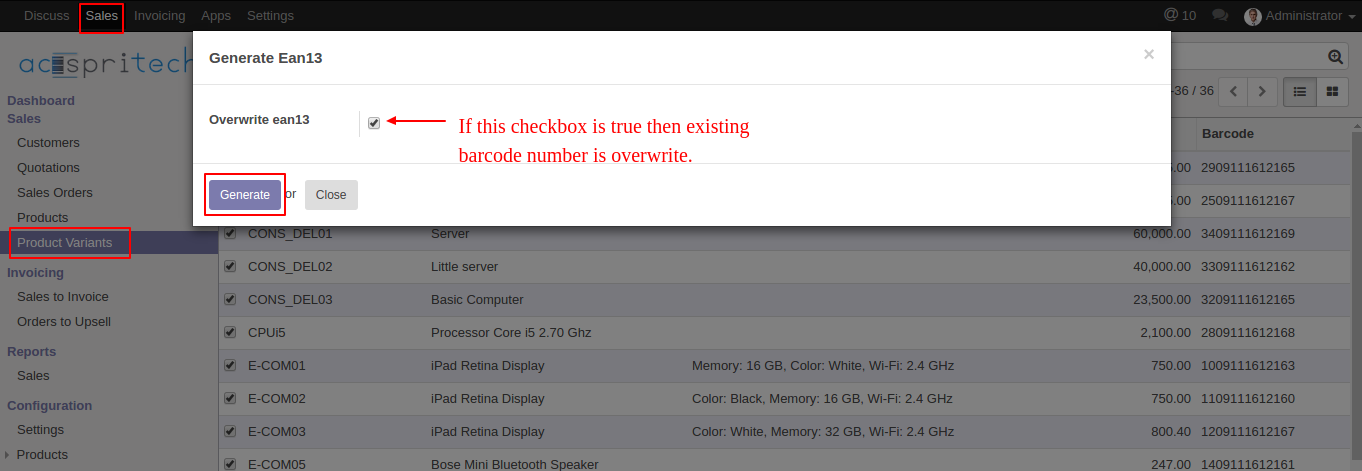 Discuss Sales Invoicing Apps Settings @ 10 Administrator
acespritech
Generate Ean13 ×
-36 / 36
Dashboard
Sales
Overwrite ean13
If this checkbox is true then existing
barcode number is overwrite.
Barcode
Customers
Quotations 2909111612165
Sales Orders Generate or Close
.00 2509111612167
Products
Product Variants CONS_DEL01 Server 60,000.00 3409111612169
Invoicing CONS_DEL02 Little server 40,000.00 3309111612162
Sales to Invoice CONS_DEL03 Basic Computer 23,500.00 3209111612165
Orders to Upsell
CPUi5 Processor Core i5 2.70 Ghz 2,100.00 2809111612168
Reports
Sales E-COM01 iPad Retina Display Memory: 16 GB, Color: White, Wi-Fi: 2.4 GHz 750.00 1009111612163
Configuration E-COM02 iPad Retina Display Color: Black, Memory: 16 GB, Wi-Fi: 2.4 GHz 750.00 1109111612160
Settings E-COM03 iPad Retina Display Color: White, Memory: 32 GB, Wi-Fi: 2.4 GHz 800.40 1209111612167
Products E-COM05 Bose Mini Bluetooth Speaker 247.00 1409111612161